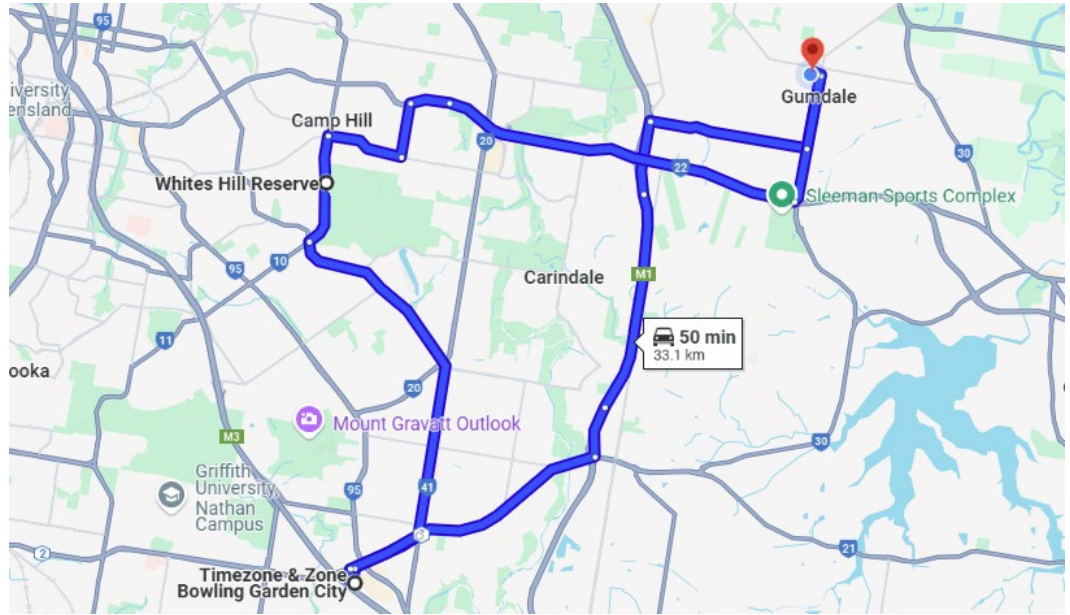 95
iversity
ensland
Camp Hill
20
Gumdale
30
22
Whites Hill Reserve
Sleeman Sports Complex
10
95
Carindale
M1
11
50 min
33.1 km
ooka
20
Mount Gravatt Outlook
M3
30
Griffith
University,
Nathan
Campus
95
41
21
2
Timezone & Zone
Bowling Garden City